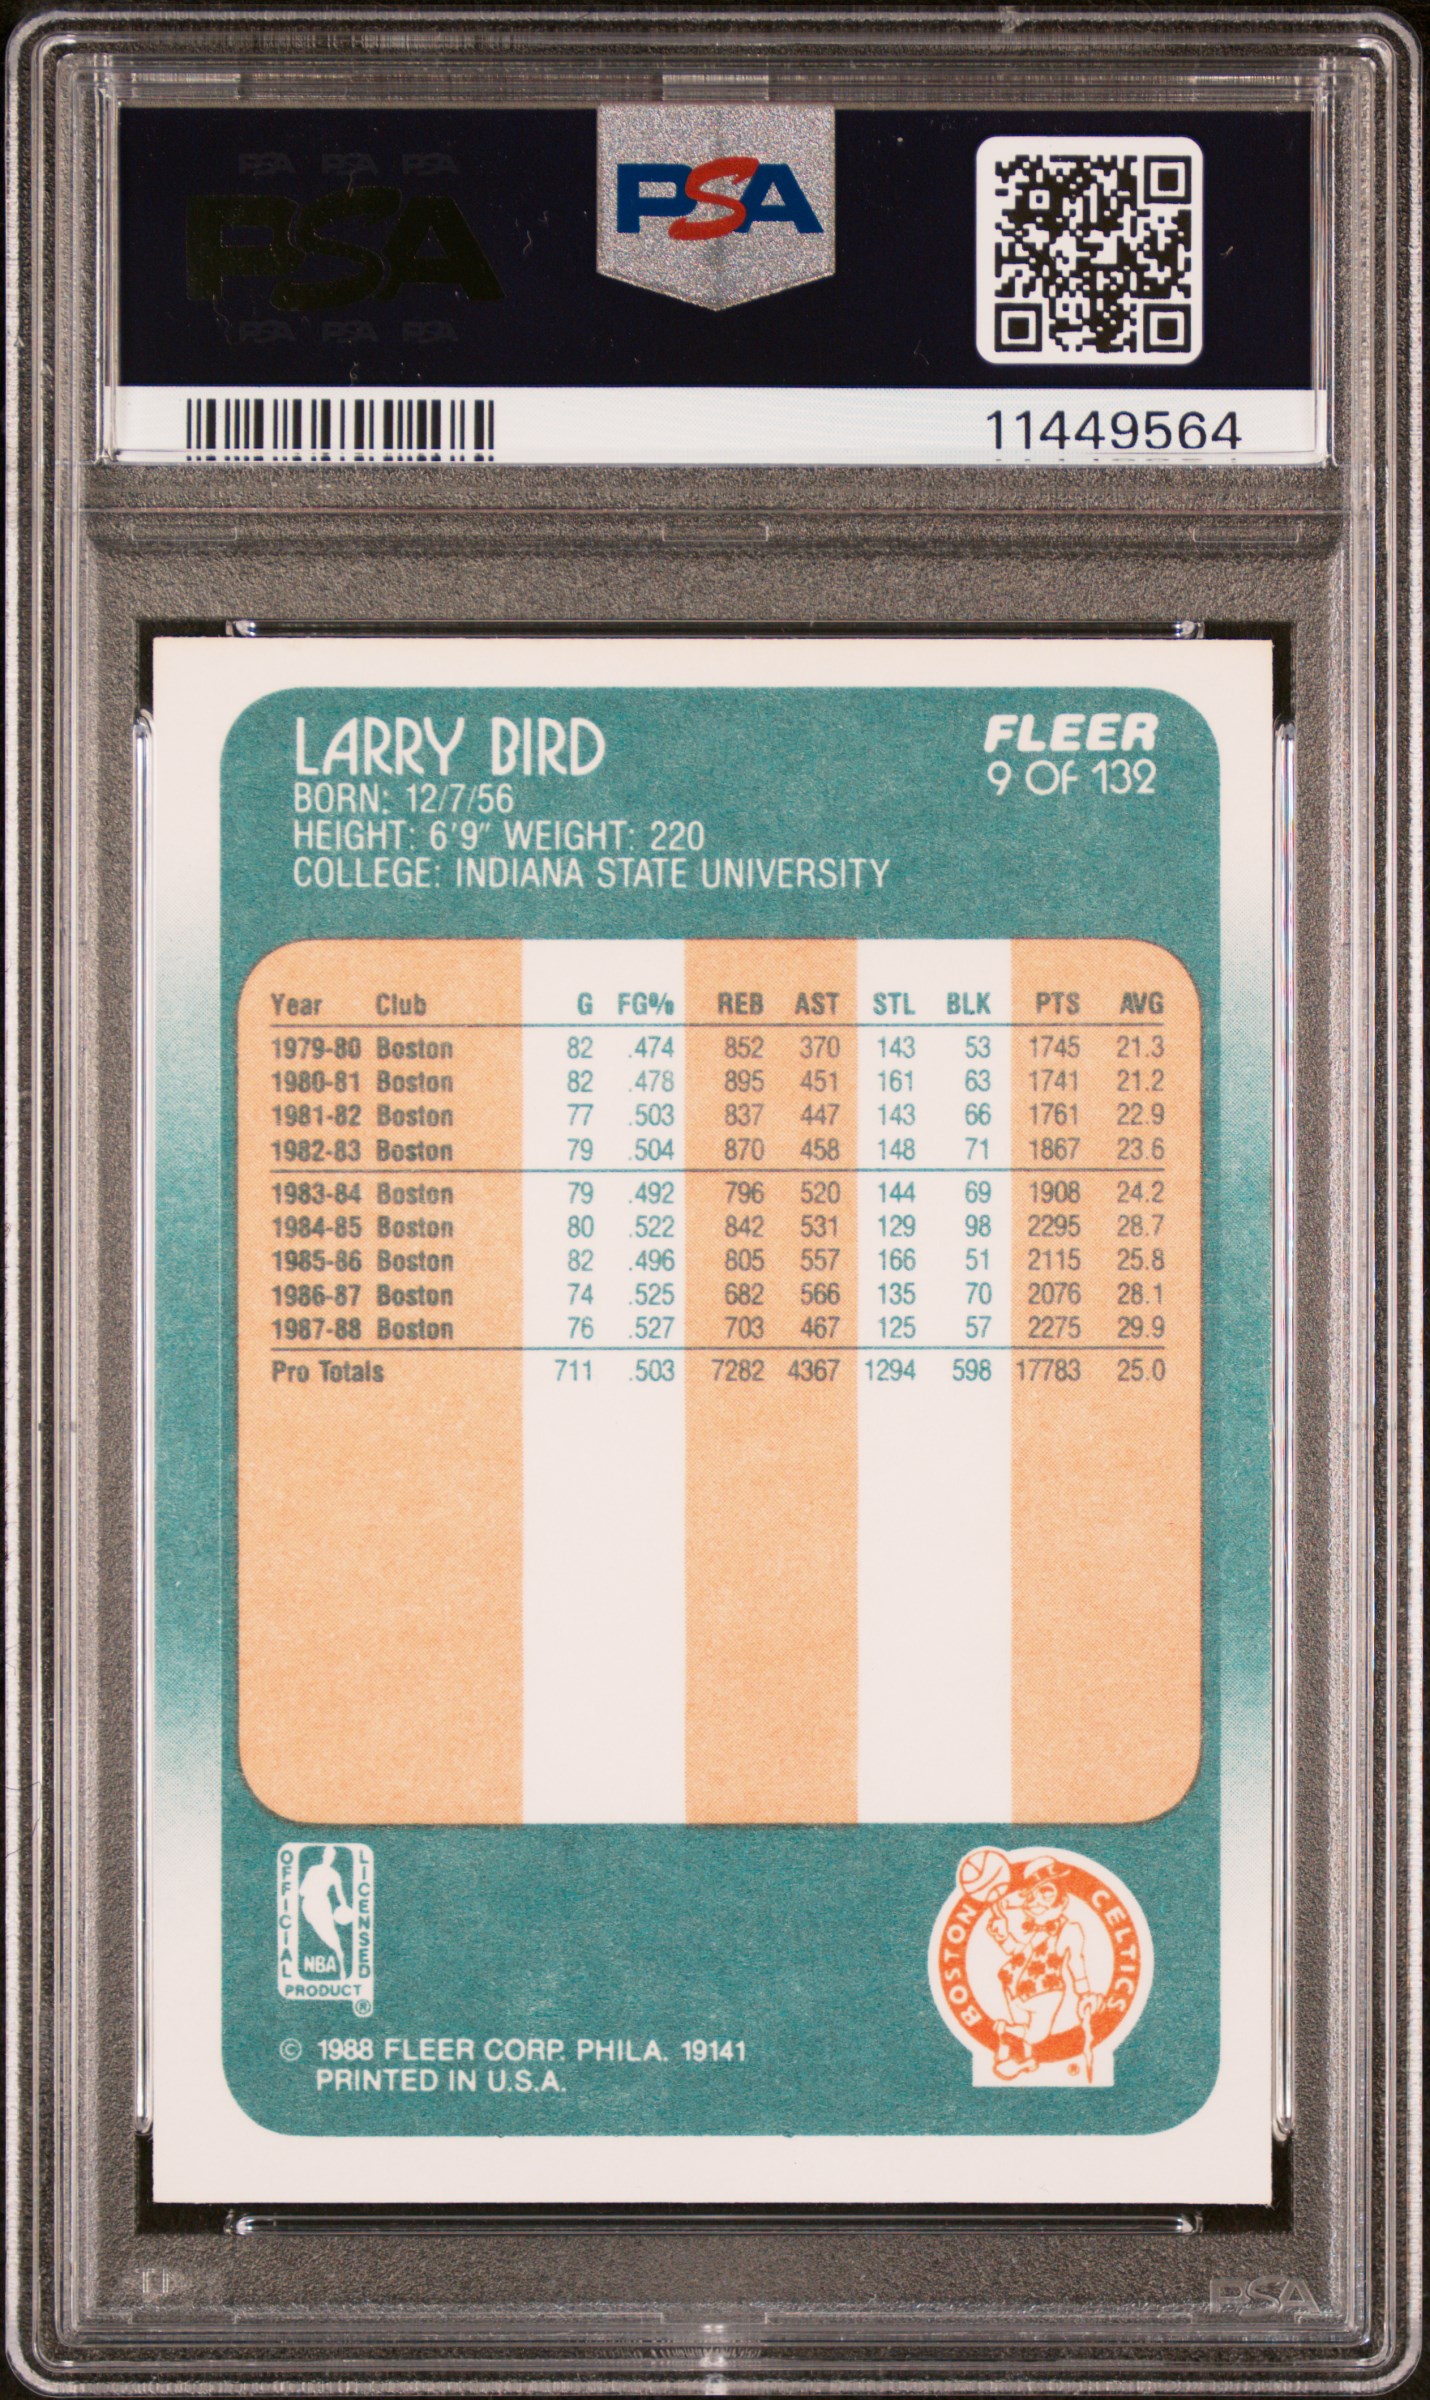 PSA PSA PSA
PSA
PSA PSA PSA
PSA
11449564
LARRY BIRD
BORN: 12/7/56
HEIGHT: 6'9" WEIGHT: 220
COLLEGE: INDIANA STATE UNIVERSITY
FLEER
9 OF 132
Year Club G FG% REB AST STL BLK PTS AVG
1979-80 Boston 82 .474 852 370 143 53 1745 21.3
1980-81 Boston 82 .478 895 451 161 63 1741 21.2
1981-82 Boston 77 .503 837 447 143 66 1761 22.9
1982-83 Boston 79 .504 870 458 148 71 1867 23.6
1983-84 Boston 79 .492 796 520 144 69 1908 24.2
1984-85 Boston 80 .522 842 531 129 98 2295 28.7
1985-86 Boston 82 .496 805 557 166 51 2115 25.8
1986-87 Boston 74 .525 682 566 135 70 2076 28.1
1987-88 Boston 76 .527 703 467 125 57 2275 29.9
Pro Totals 711 .503 7282 4367 1294 598 17783 25.0
OFFICIAL LICENSED
NBA
PRODUCT
®
BOSTON CELTICS
®
© 1988 FLEER CORP. PHILA. 19141
PRINTED IN U.S.A.
PSA